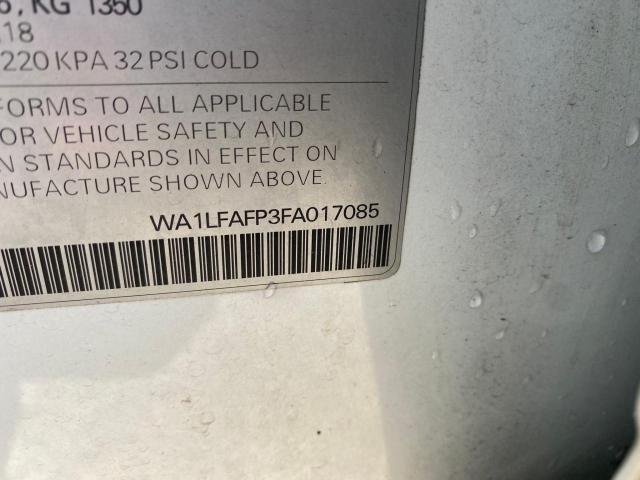 , KG 1350
18
220 KPA 32 PSI COLD
FORMS TO ALL APPLICABLE
OR VEHICLE SAFETY AND
N STANDARDS IN EFFECT ON
NUFACTURE SHOWN ABOVE.
WA1LFAFP3FA017085